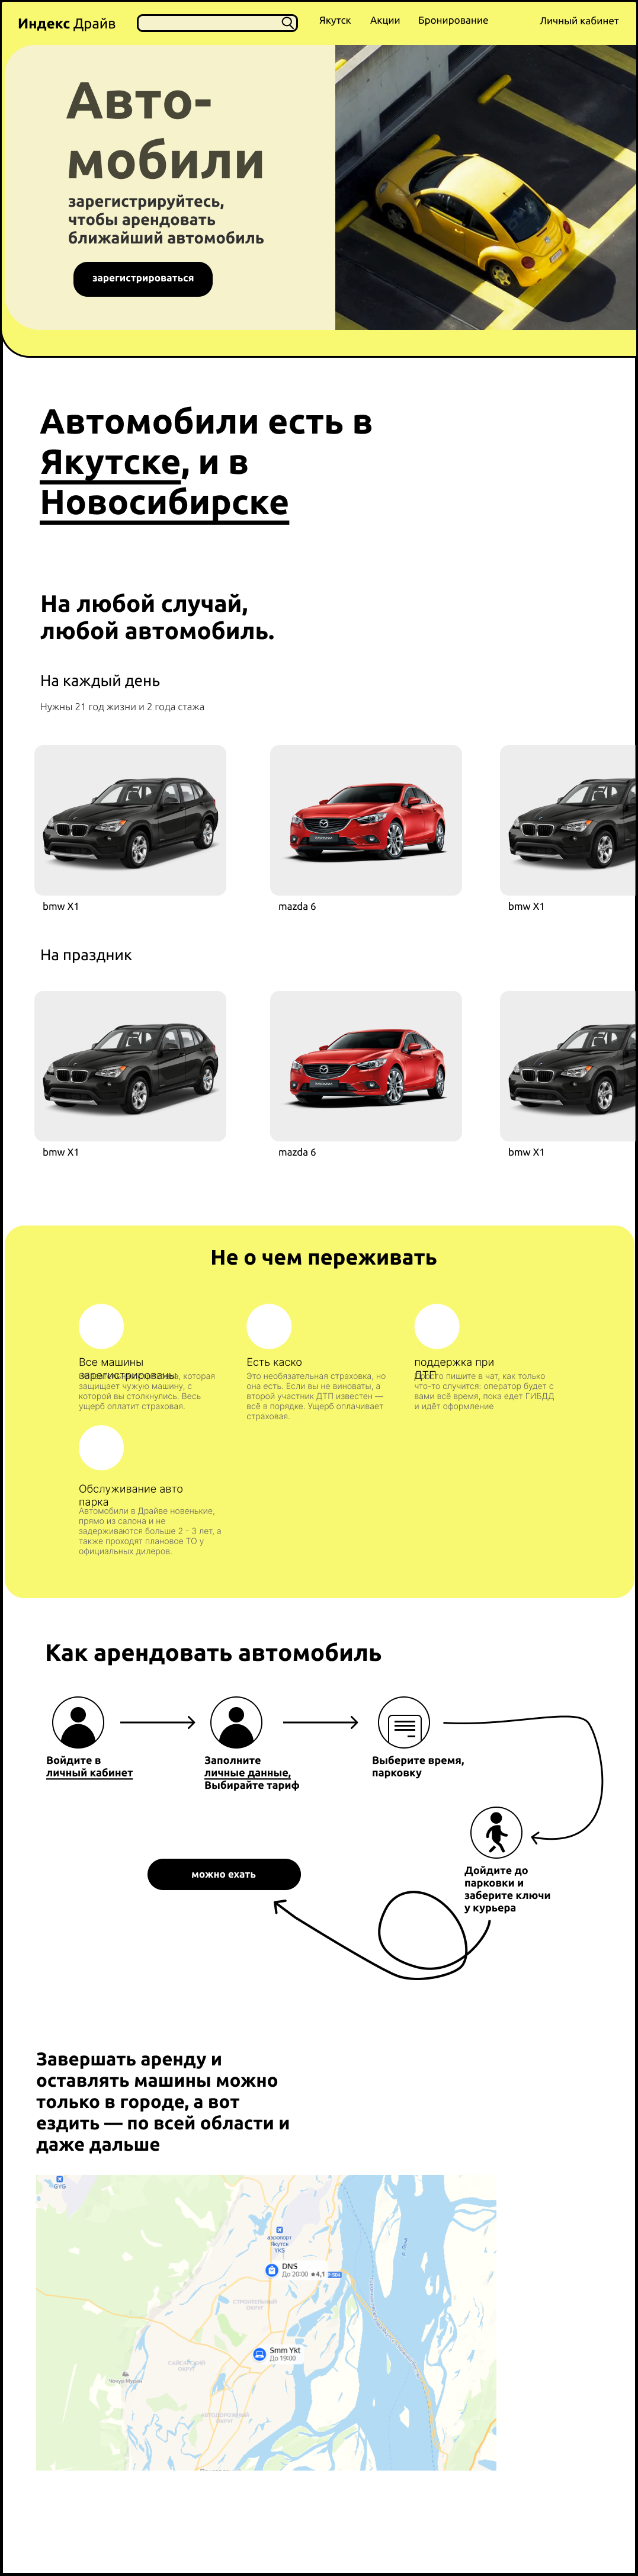 Индекс Драйв
Якутск
Акции
Бронирование
Личный кабинет
Авто-
мобили
зарегистрируйтесь,
чтобы арендовать
ближайший автомобиль
зарегистрироваться
Автомобили есть в
Якутске, и в
Новосибирске
На любой случай,
любой автомобиль.
На каждый день
Нужны 21 год жизни и 2 года стажа
bmw X1
mazda 6
bmw X1
На праздник
bmw X1
mazda 6
bmw X1
Не о чем переживать
Все машины
зарегистрированы
которая
защищает чужую машину, с
которой вы столкнулись. Весь
ущерб оплатит страховая.
Есть каско
Это необязательная страховка, но
она есть. Если вы не виноваты, а
второй участник ДТП известен —
всё в порядке. Ущерб оплачивает
страховая.
поддержка при
ДТП
пишите в чат, как только
что-то случится: оператор будет с
вами всё время, пока едет ГИБДД
и идёт оформление
Обслуживание авто
парка
Автомобили в Драйве новенькие,
прямо из салона и не
задерживаются больше 2 - 3 лет, а
также проходят плановое ТО у
официальных дилеров.
Как арендовать автомобиль
Войдите в
личный кабинет
Заполните
личные данные,
Выбирайте тариф
Выберите время,
парковку
Дойдите до
парковки и
заберите ключи
у курьера
можно ехать
Завершать аренду и
оставлять машины можно
только в городе, а вот
ездить — по всей области и
даже дальше
GYG
аэропорт
Якутск
YKS
р. Лена
DNS
До 20:00 ★4,1
СТРОИТЕЛЬНЫЙ
ОКРУГ
Smm Ykt
До 19:00
САЙСАРСКИЙ
ОКРУГ
Чочур Муран
АВТОДОРОЖНЫЙ
ОКРУГ